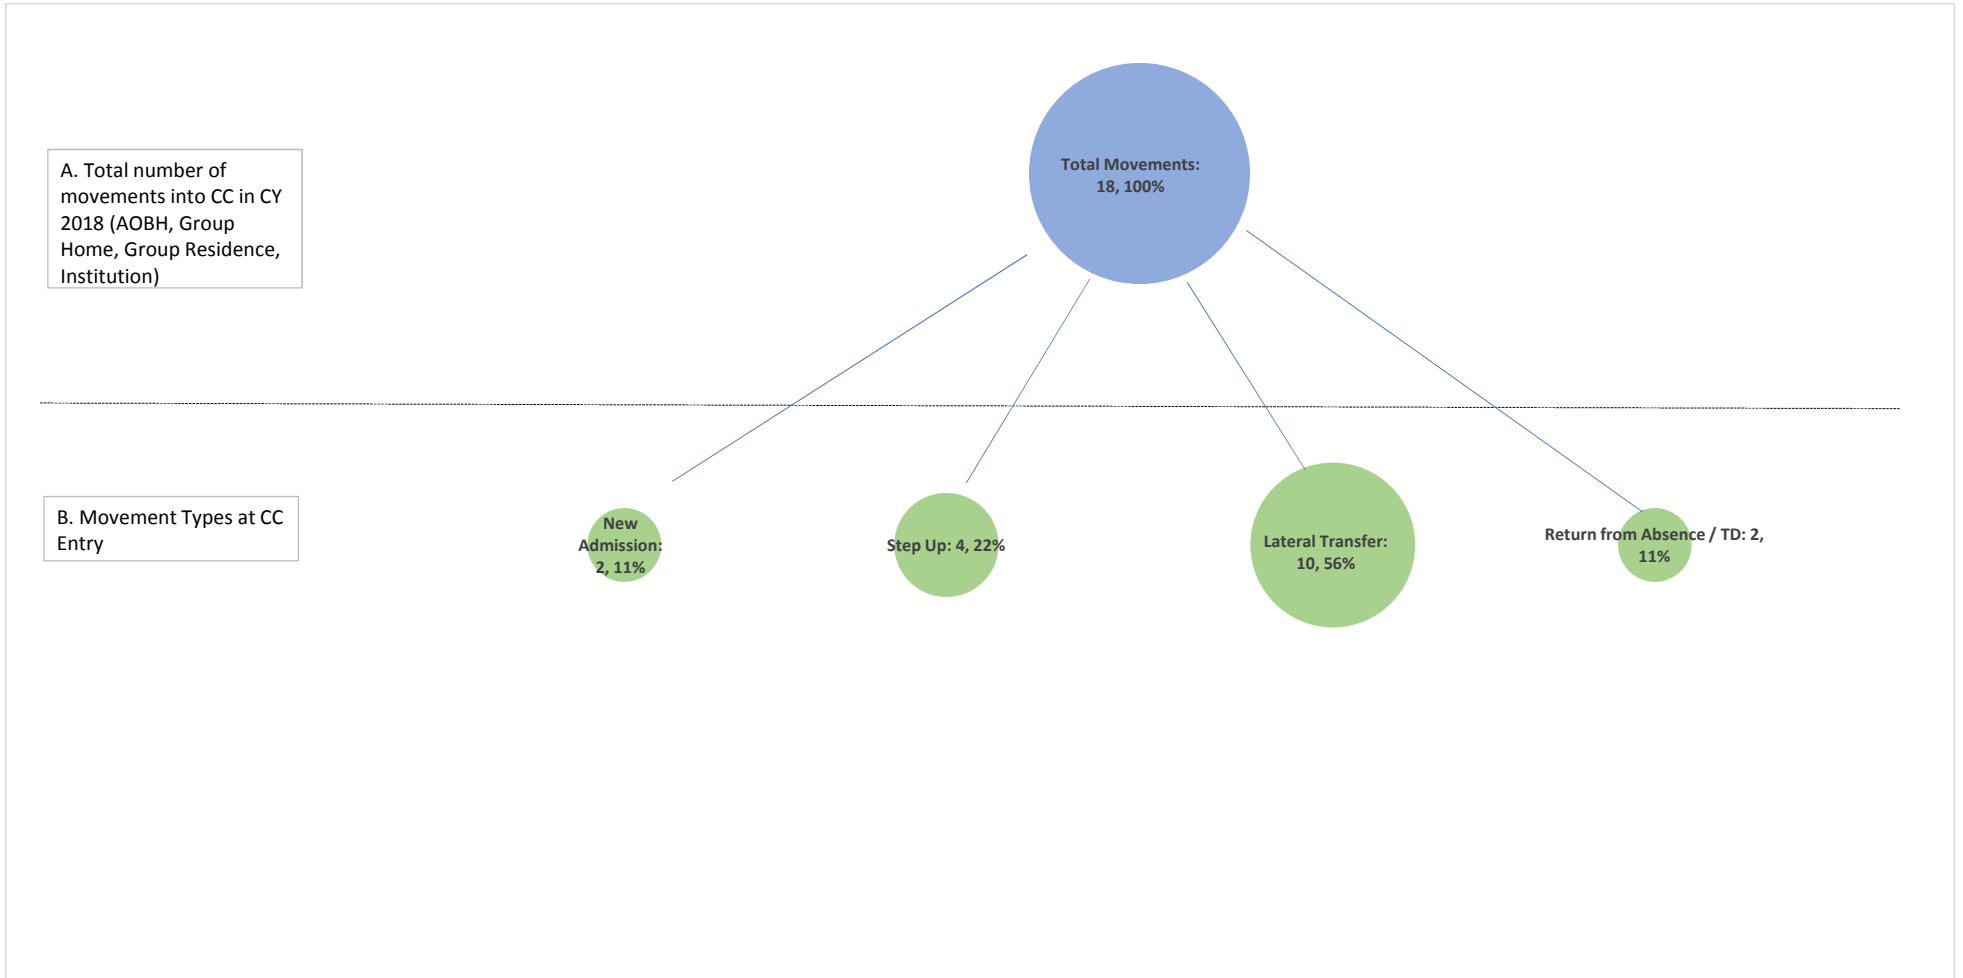 A. Total number of
movements into CC in CY
2018 (AOBH, Group
Home, Group Residence,
Institution)
Total Movements:
18, 100%
B. Movement Types at CC
Entry
New
Admission:
2, 11%
Step Up: 4, 22%
Lateral Transfer:
10, 56%
Return from Absence / TD: 2,
11%